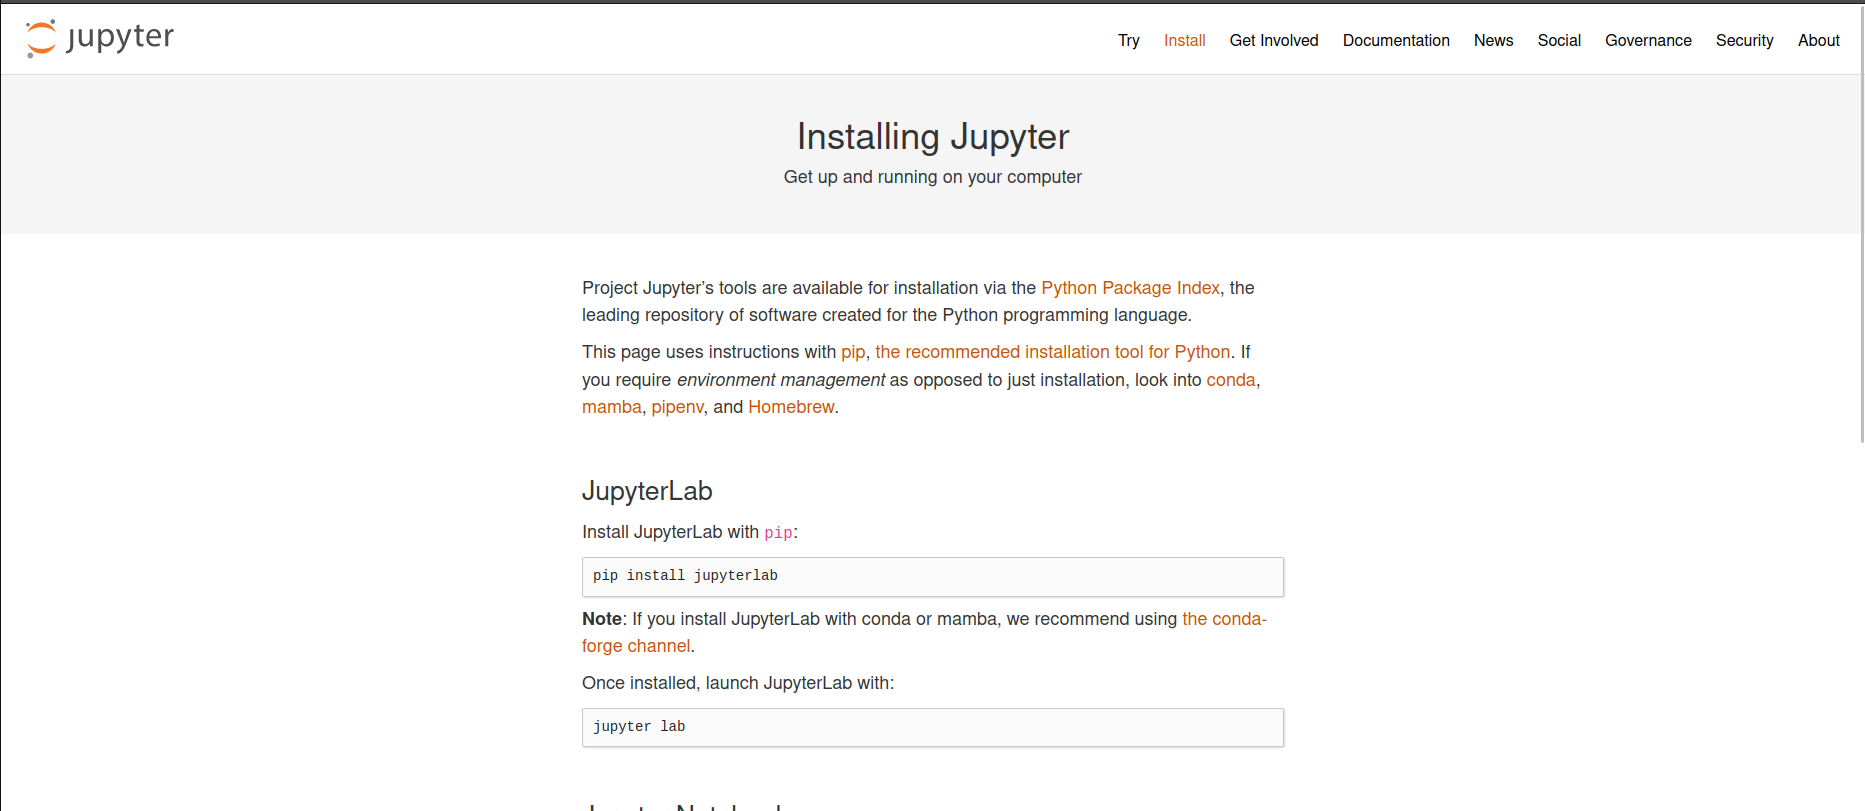 jupyter
Try Install Get Involved Documentation News Social Governance Security About
Installing Jupyter
Get up and running on your computer
Project Jupyter’s tools are available for installation via the Python Package Index, the
leading repository of software created for the Python programming language.
This page uses instructions with pip, the recommended installation tool for Python. If
you require environment management as opposed to just installation, look into conda,
mamba, pipenv, and Homebrew.
JupyterLab
Install JupyterLab with pip:
pip install jupyterlab
Note: If you install JupyterLab with conda or mamba, we recommend using the conda-
forge channel.
Once installed, launch JupyterLab with:
jupyter lab